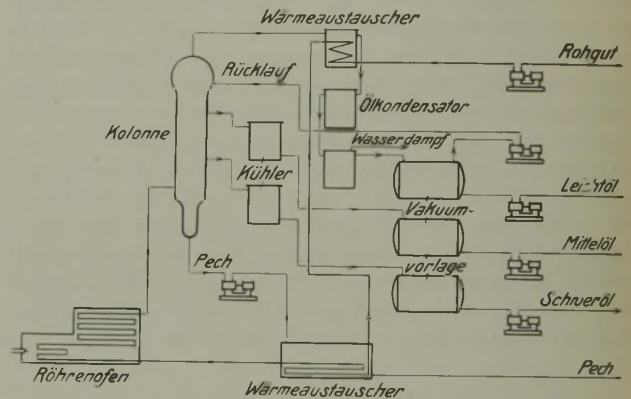 Wärmeaustauscher
Rohgut
Rücklauf
Ölkondensator
Kolonne
Wasserdampf
Kühler
Leichtöl
Vakuum-
Mittelöl
Pech
vorlage
Schweröl
Röhrenofen
Wärmeaustauscher
Pech